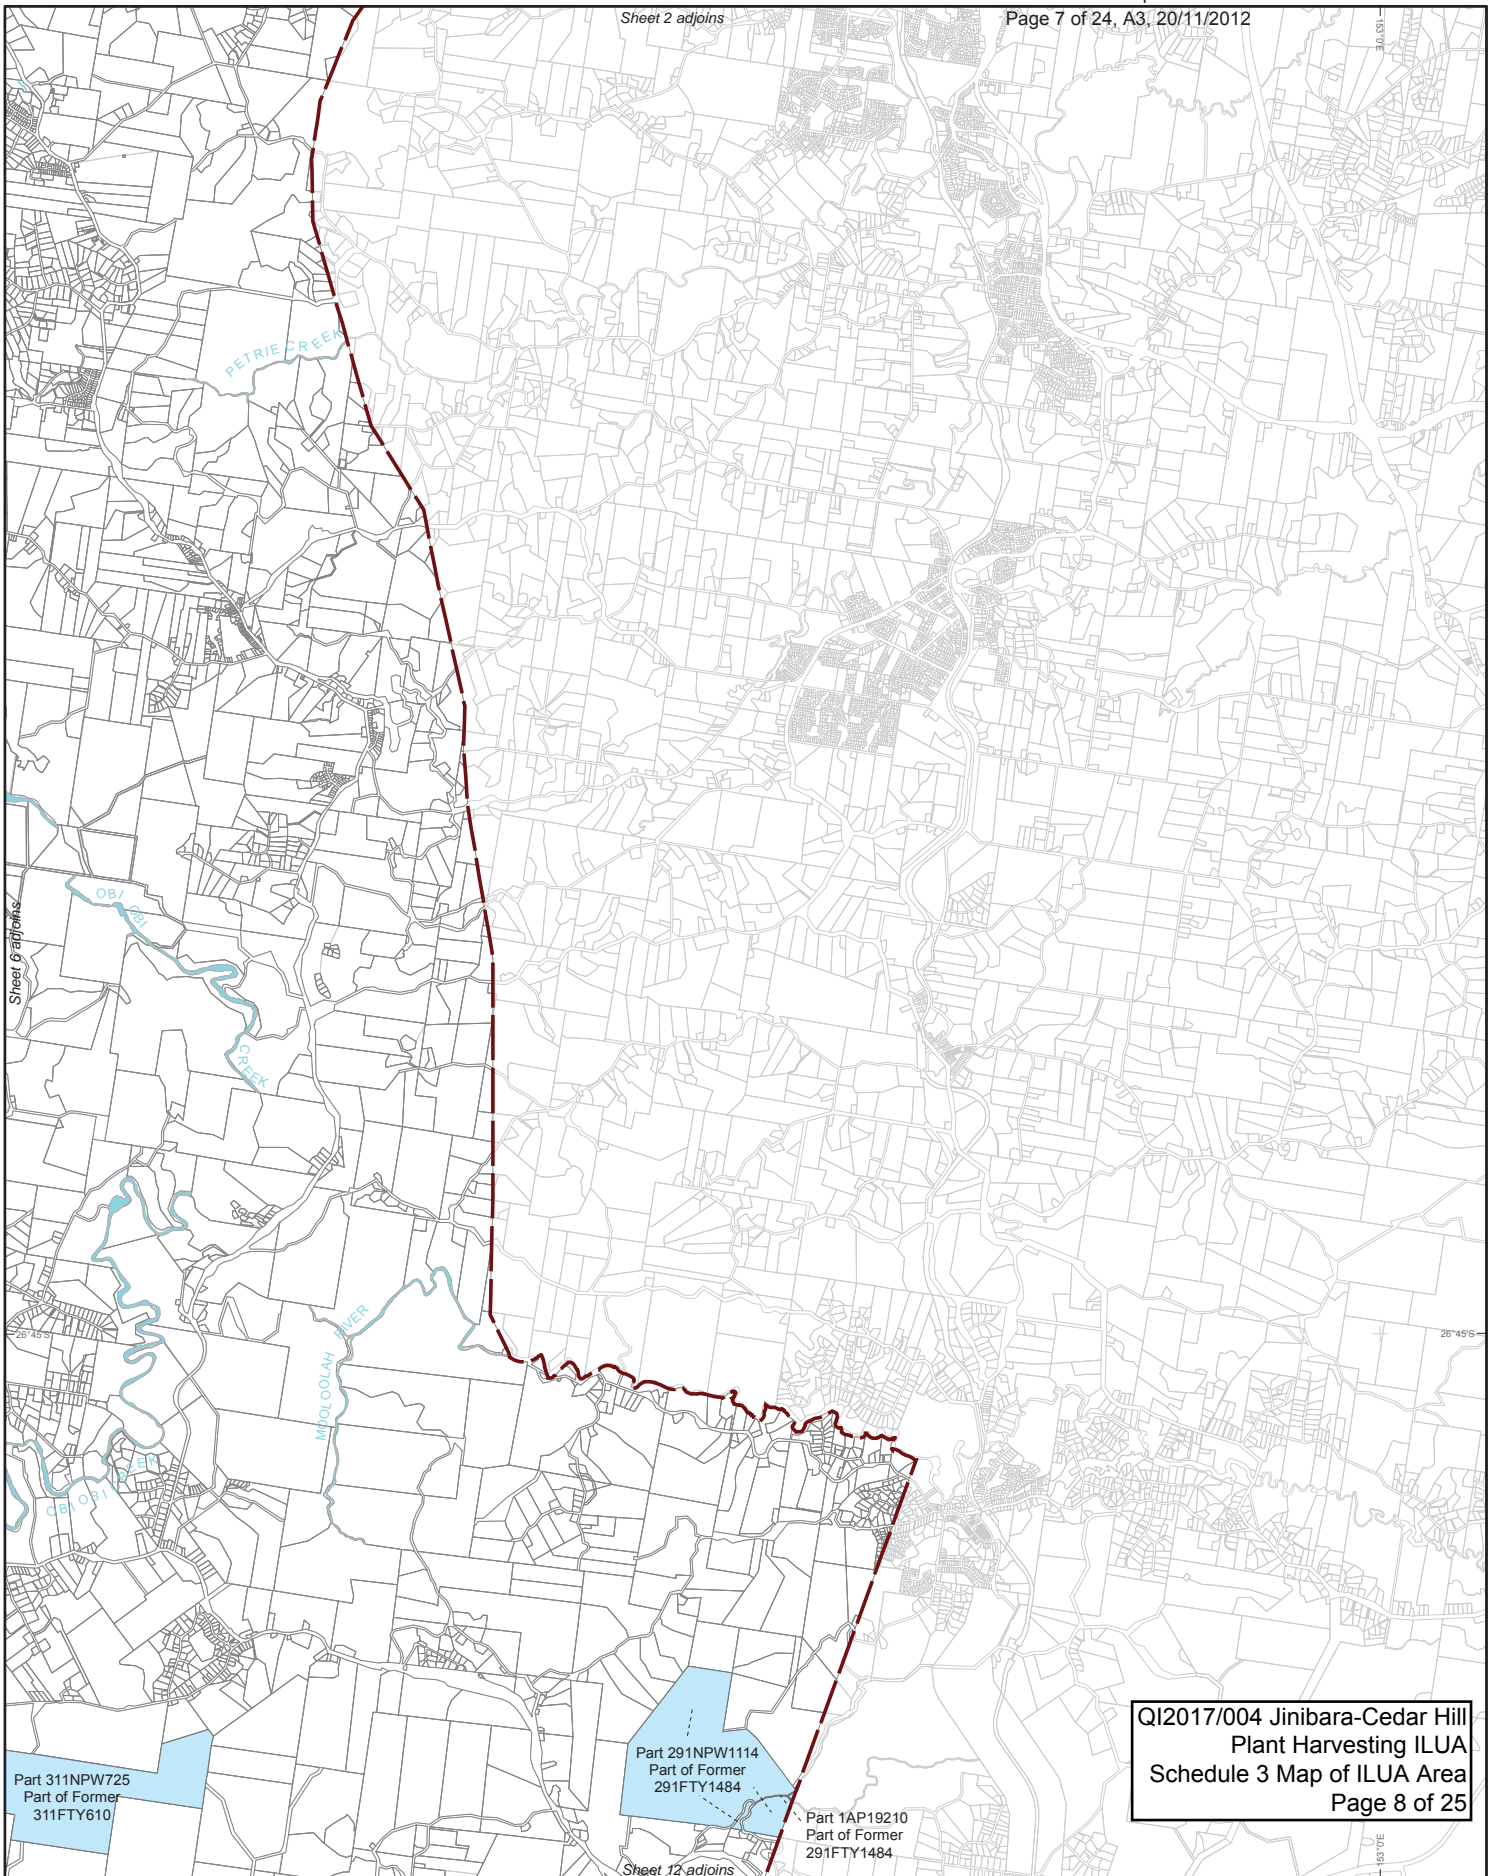 Sheet 2 adjoins
Page 7 of 24, A3, 20/11/2012
153°0'E
PETRIE CREEK
OBI OBI
CREEK
Sheet 6 adjoins
MOOLOOLAH RIVER
26°45'S
26°45'S
OBI OBI CREEK
Part 311NPW725
Part of Former
311FTY610
Part 291NPW1114
Part of Former
291FTY1484
Part 1AP19210
Part of Former
291FTY1484
Sheet 12 adjoins
QI2017/004 Jinibara-Cedar Hill
Plant Harvesting ILUA
Schedule 3 Map of ILUA Area
Page 8 of 25
153°0'E